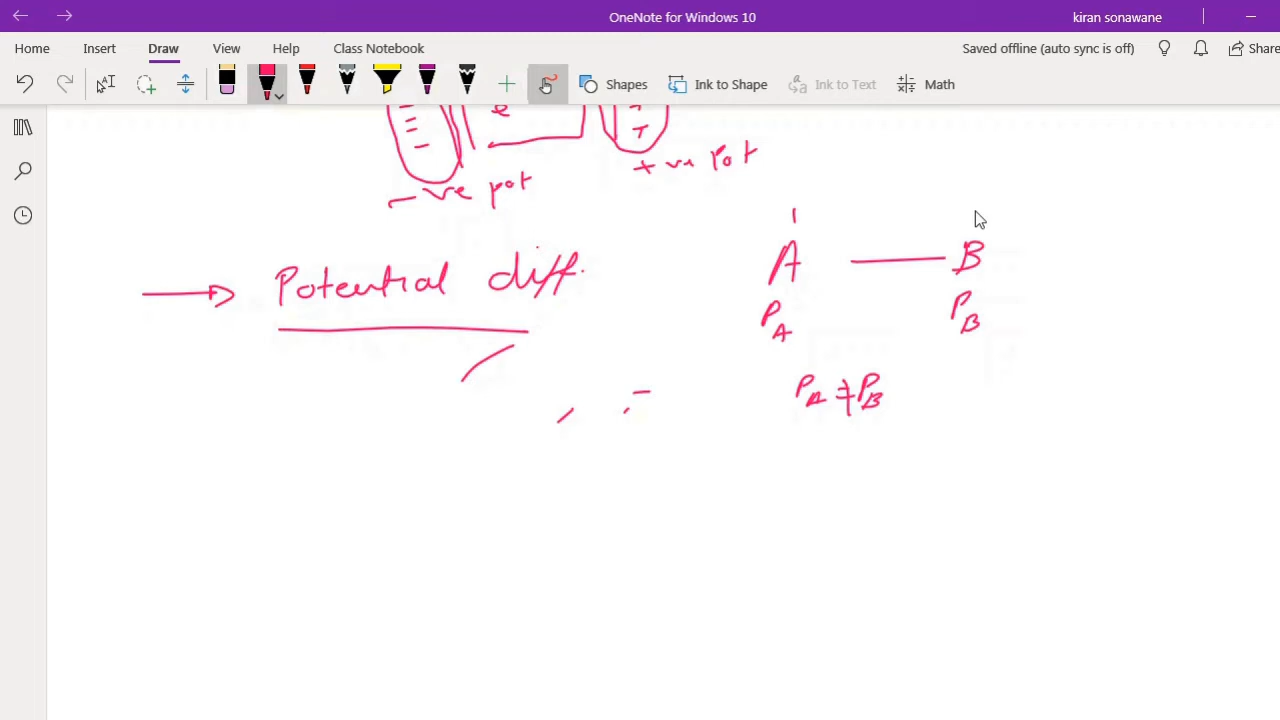 OneNote for Windows 10
kiran sonawane
Home Insert Draw View Help Class Notebook
Saved offline (auto sync is off)
Share
Shapes Ink to Shape Ink to Text Math
e
-ve pot
+ve pot
A B
Potential diff.
PA PB
PA ≠ PB